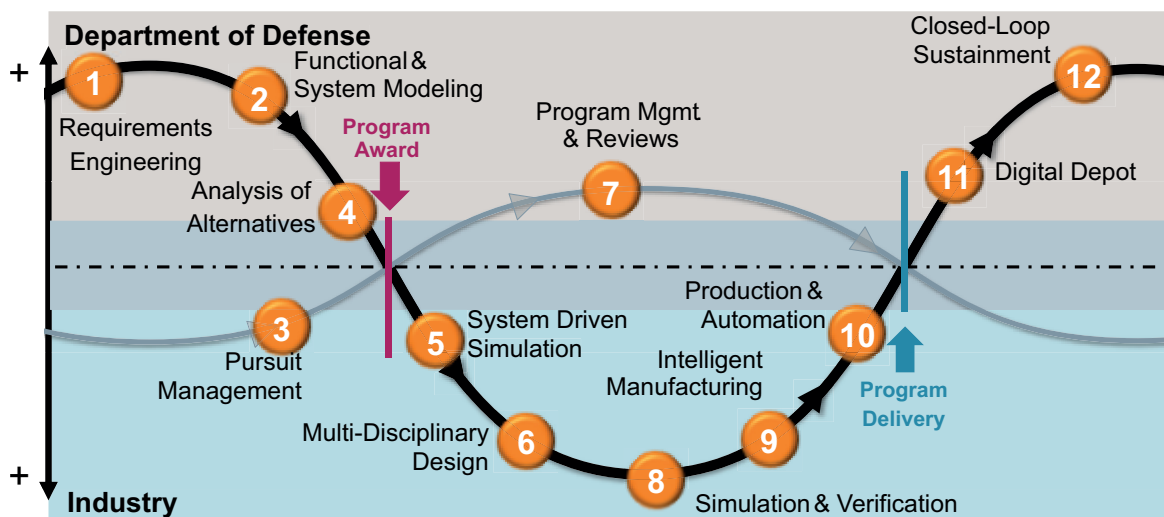 Department of Defense
+
1
Requirements
Engineering
2
Functional &
System Modeling
Program
Award
Analysis of
Alternatives
4
3
Pursuit
Management
5
System Driven
Simulation
Multi-Disciplinary
Design
6
Program Mgmt.
& Reviews
7
8
Simulation & Verification
Intelligent
Manufacturing
9
Production &
Automation
10
Program
Delivery
11
Digital Depot
Closed-Loop
Sustainment
12
+
Industry